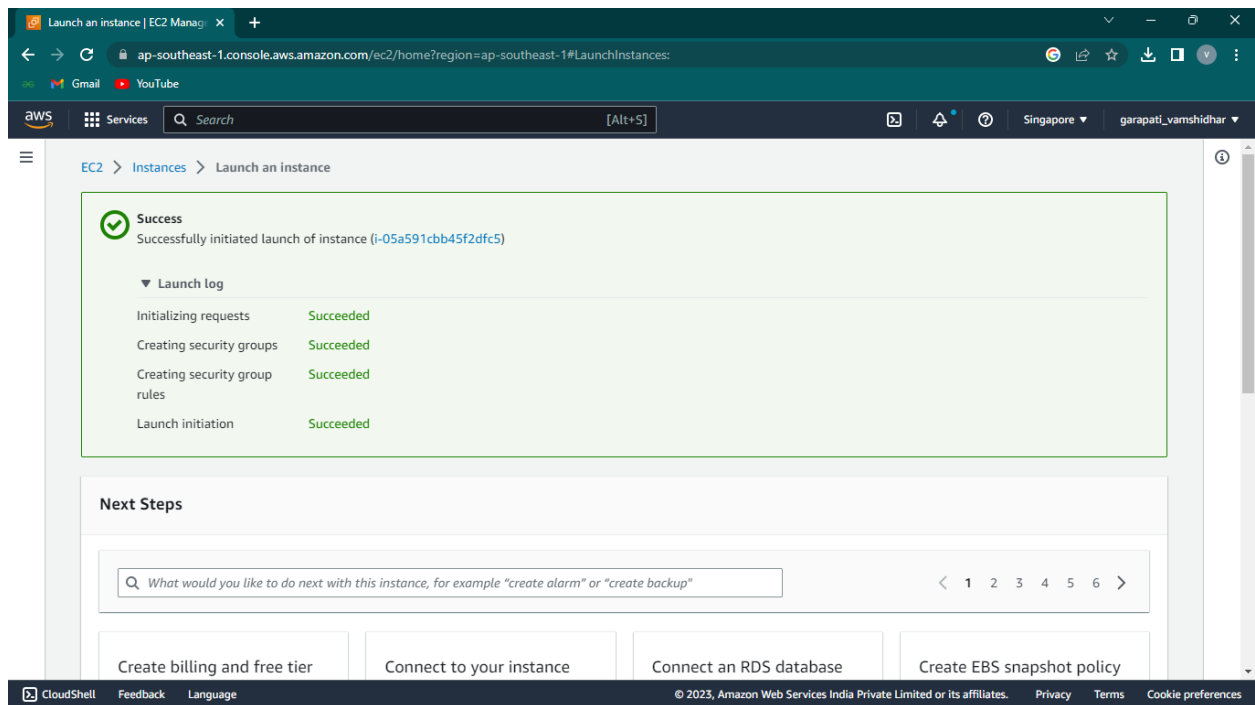 Launch an instance | EC2 Manag
ap-southeast-1.console.aws.amazon.com/ec2/home?region=ap-southeast-1#LaunchInstances:
V
Gmail YouTube
aws Services Search [Alt+S] Singapore ▼ garapati_vamshidhar ▼
EC2 > Instances > Launch an instance
Success
Successfully initiated launch of instance (i-05a591cbb45f2dfc5)
▼ Launch log
Initializing requests Succeeded
Creating security groups Succeeded
Creating security group Succeeded
rules
Launch initiation Succeeded
Next Steps
What would you like to do next with this instance, for example “create alarm” or “create backup” < 1 2 3 4 5 6 >
Create billing and free tier Connect to your instance Connect an RDS database Create EBS snapshot policy
CloudShell Feedback Language © 2023, Amazon Web Services India Private Limited or its affiliates. Privacy Terms Cookie preferences